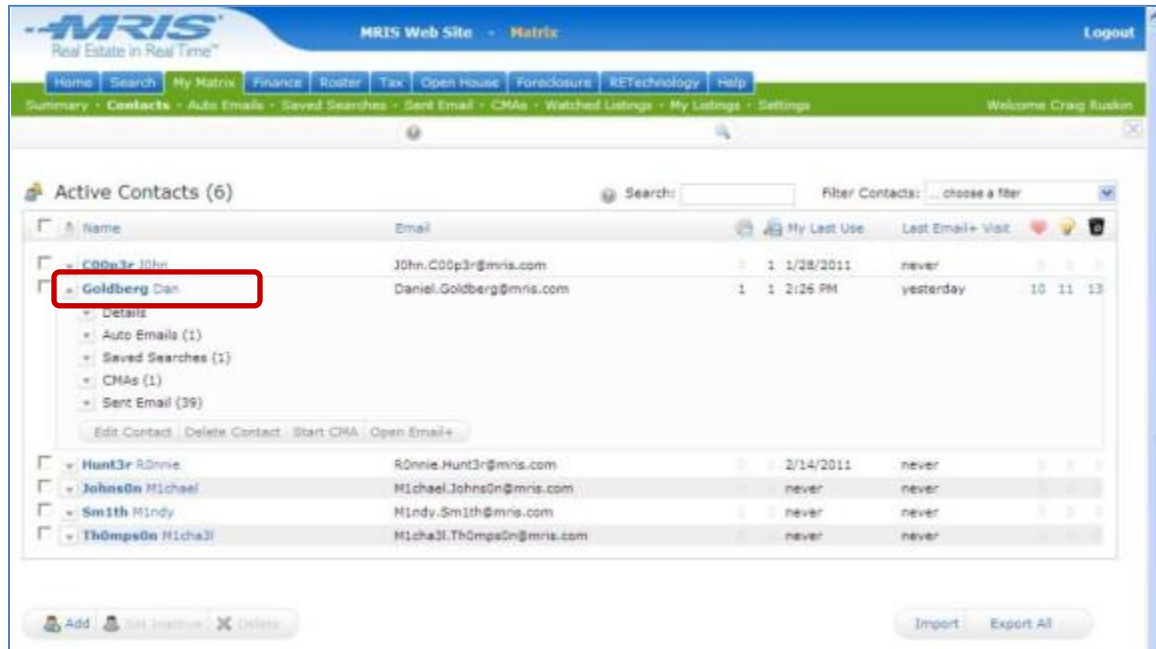 MRIS
Real Estate in Real Time™
MRIS Web Site - Matrix
Logout
Home Search My Matrix Finance Roster Tax Open House Foreclosure RETechnology Help
Summary · Contacts · Auto Emails · Saved Searches · Sent Email · CMAs · Watched Listings · My Listings · Settings Welcome Craig Ruskin
Active Contacts (6) Search: Filter Contacts: ... choose a filter
Name Email My Last Use Last Email+ Visit
C00p3r J0hn J0hn.C00p3r@mris.com 1 1/28/2011 never
Goldberg Dan Daniel.Goldberg@mris.com 1 1 2:26 PM yesterday 10 11 13
Details
Auto Emails (1)
Saved Searches (1)
CMAs (1)
Sent Email (39)
Edit Contact Delete Contact Start CMA Open Email+
Hunt3r R0nnie R0nnie.Hunt3r@mris.com 2/14/2011 never
Johns0n M1chael M1chael.Johns0n@mris.com never never
Sm1th M1ndy M1ndy.Sm1th@mris.com never never
Th0mps0n M1cha3l M1cha3l.Th0mps0n@mris.com never never
Add Set Inactive Delete Import Export All